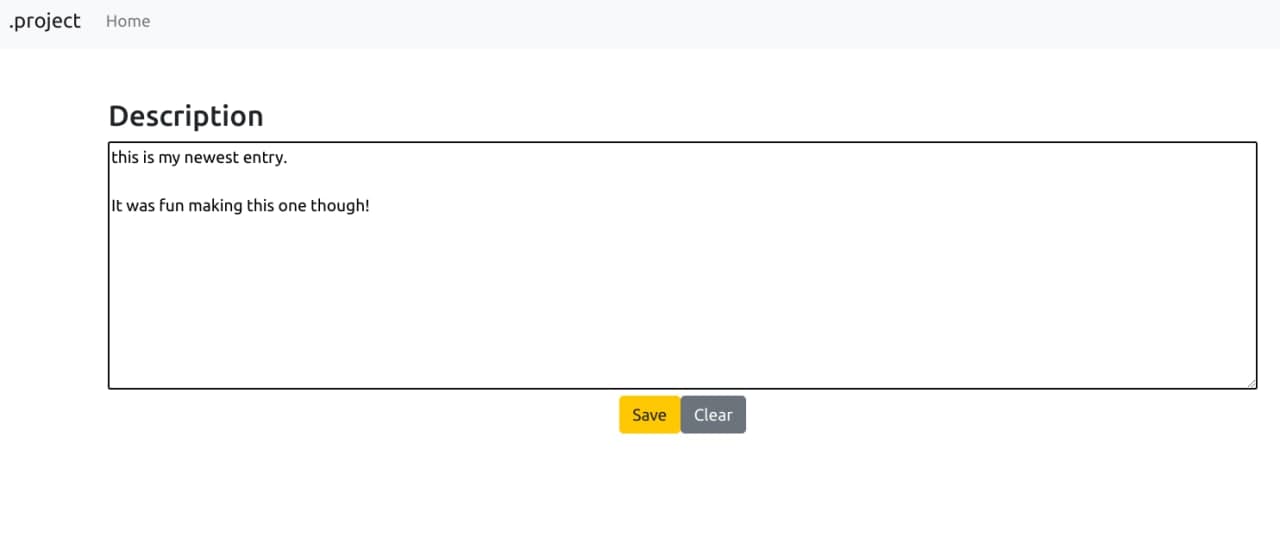 .project Home
Description
this is my newest entry.
It was fun making this one though!
Save Clear